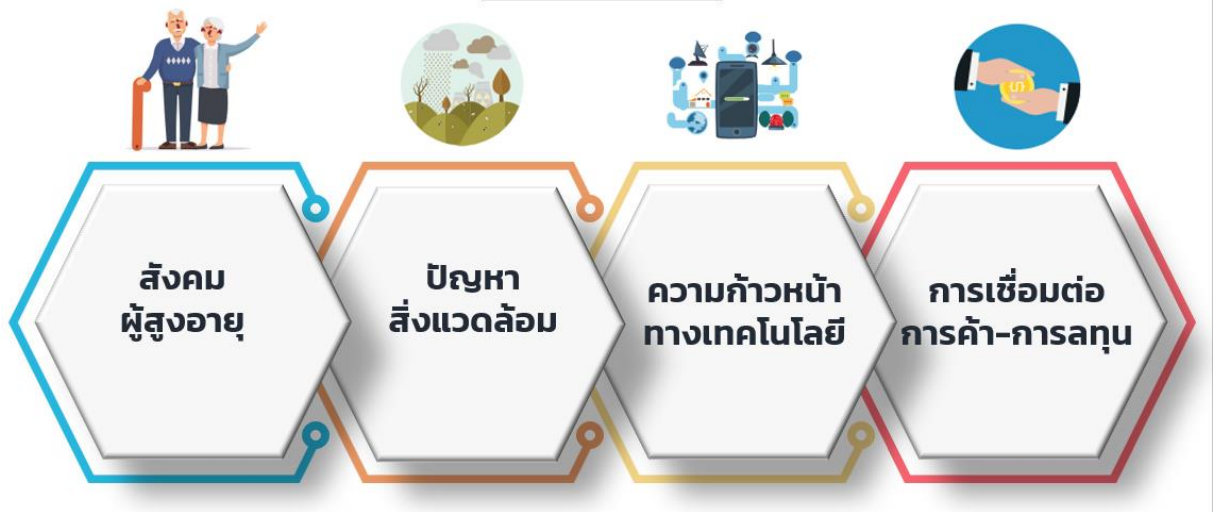 สังคม
ผู้สูงอายุ
ปัญหา
สิ่งแวดล้อม
ความก้าวหน้า
ทางเทคโนโลยี
การเชื่อมต่อ
การค้า-การลทุน